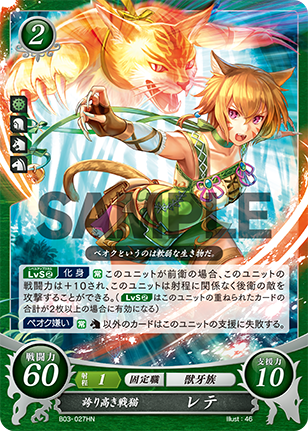 2
SAMPLE
ベオクというのは軟弱な生き物だ。
LvS② 化身 常 このユニットが前衛の場合、このユニットの
戦闘力は＋10され、このユニットは射程に関係なく後衛の敵を
攻撃することができる。(LvS②はこのユニットの重ねられたカードの
合計が2枚以上の場合に有効になる)
ベオク嫌い 常 以外のカードはこのユニットの支援に失敗する。
戦闘力
60
射程 1 固定職 獣牙族
支援力
10
誇り高き戦猫 レテ
B03-027HN
Illust：46